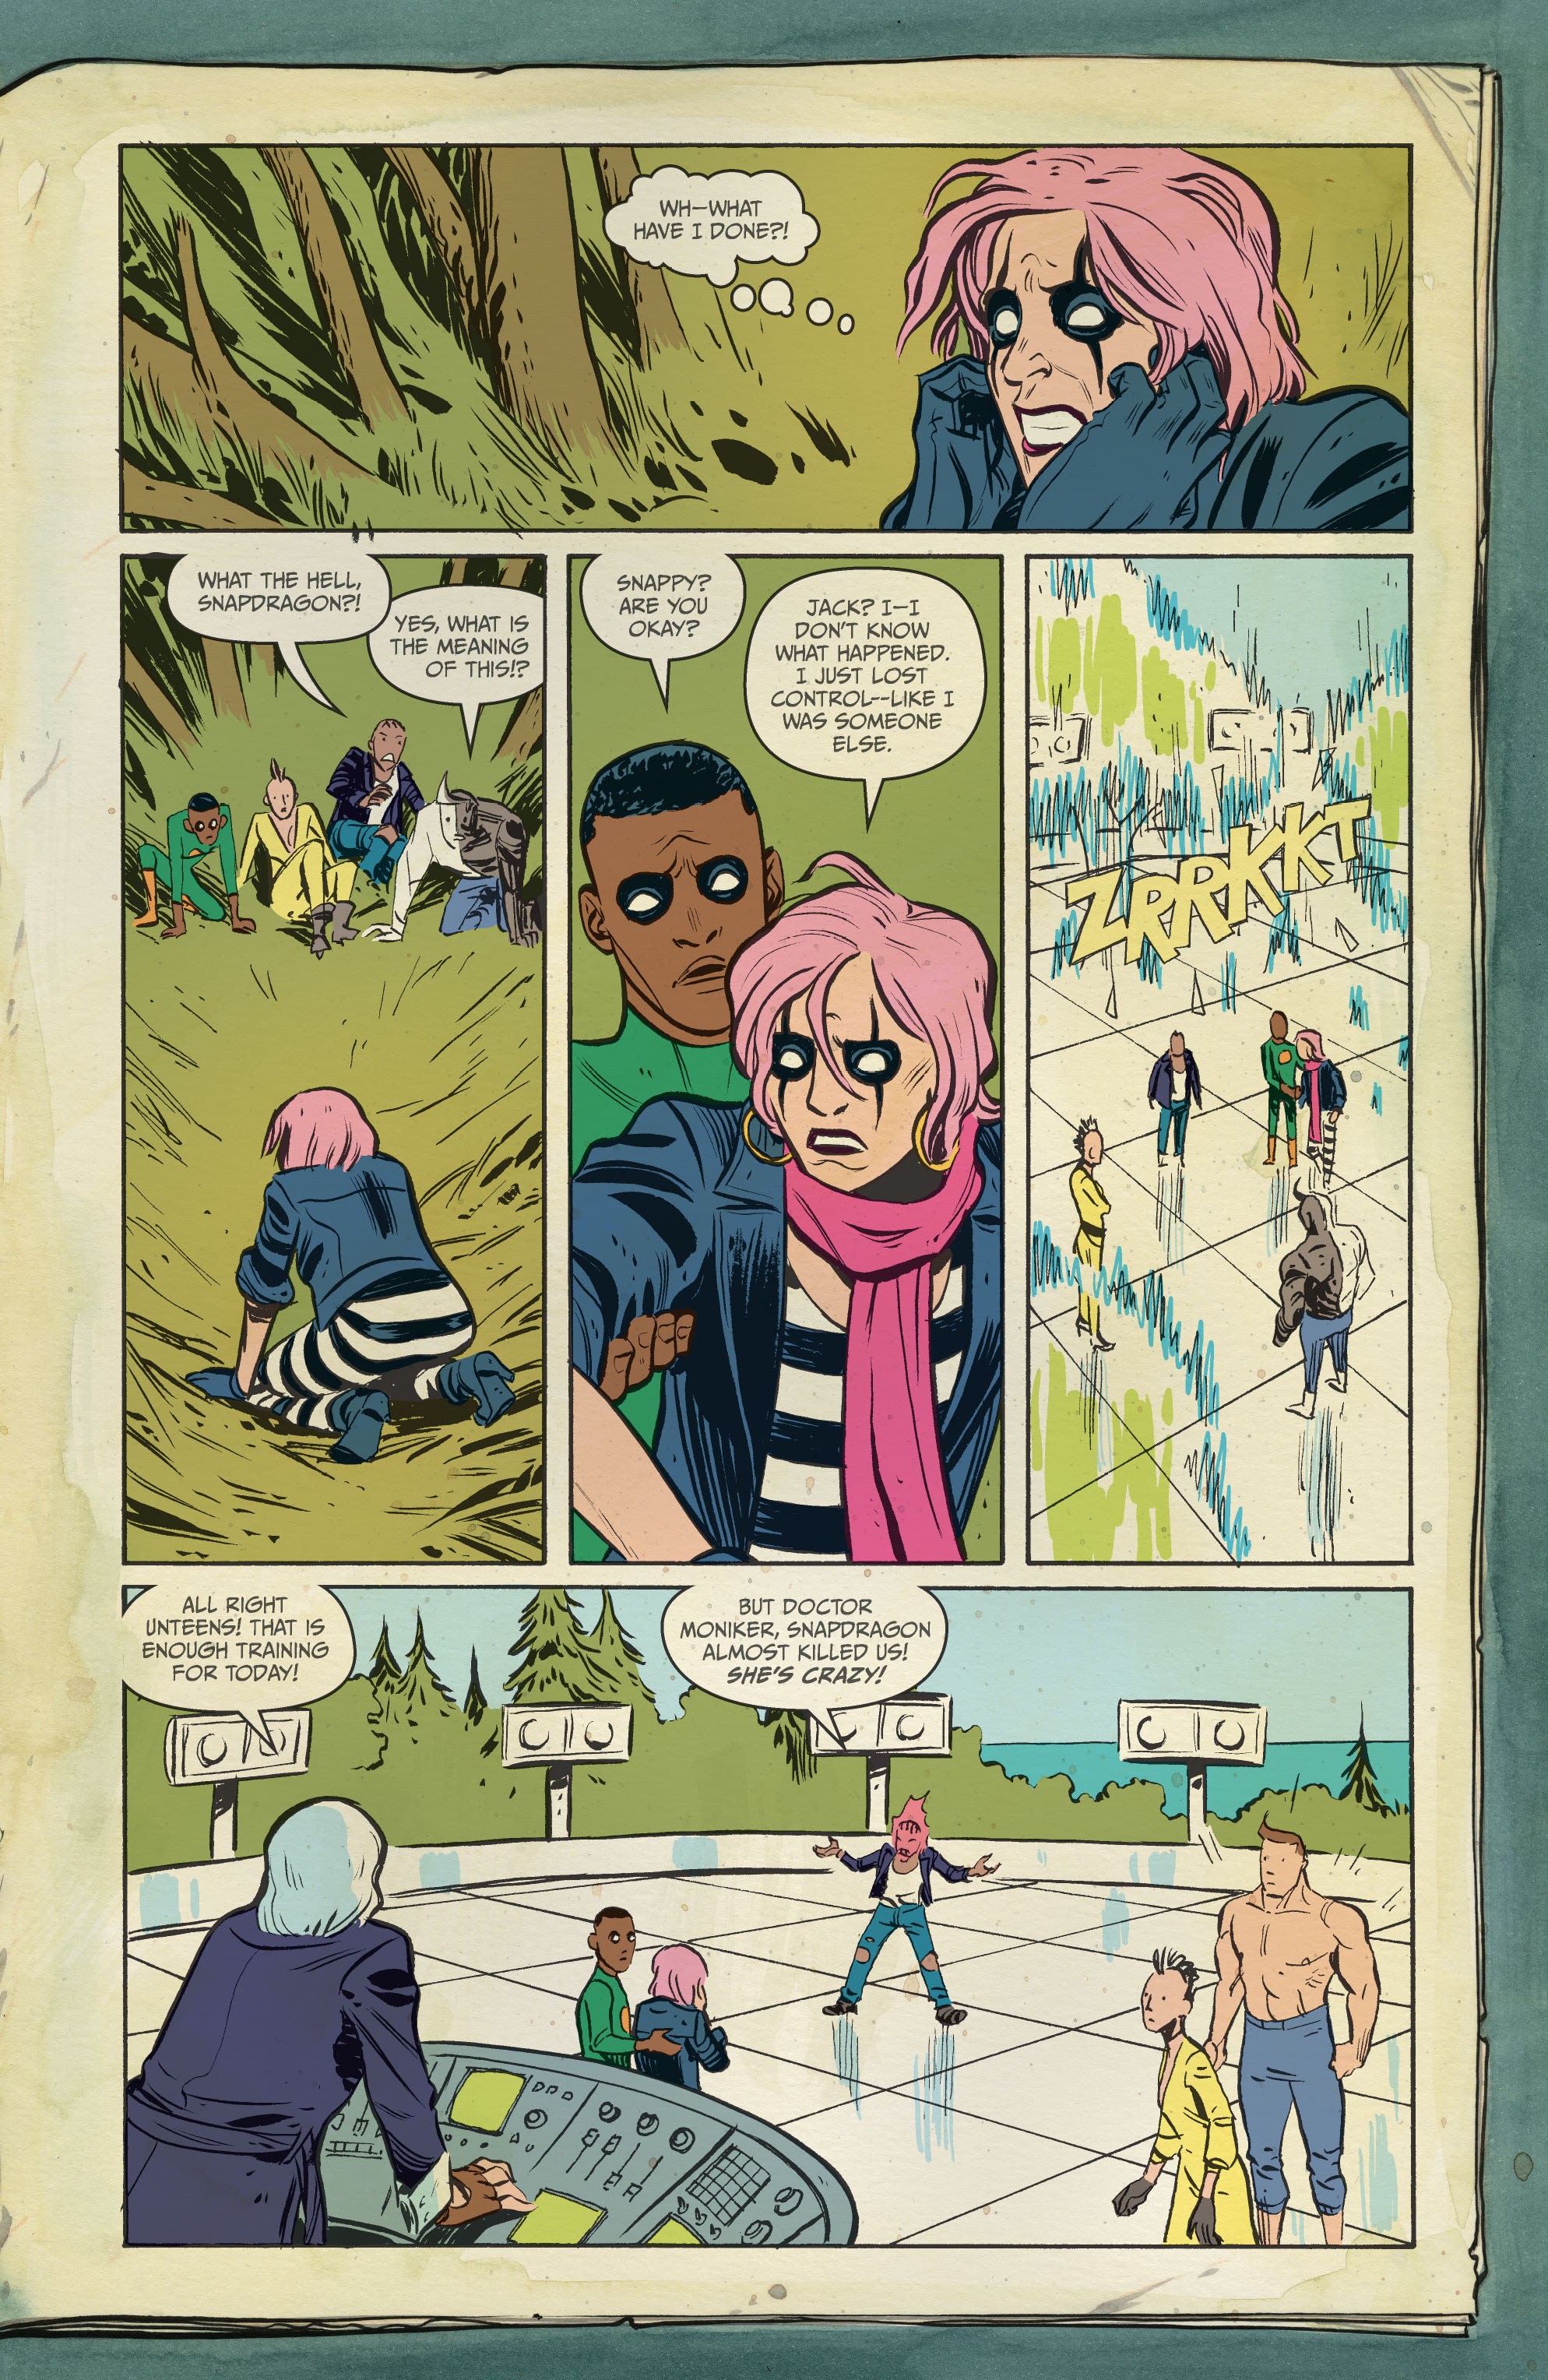 WH—WHAT
HAVE I DONE?!
WHAT THE HELL,
SNAPDRAGON?!
YES, WHAT IS
THE MEANING
OF THIS!?
SNAPPY?
ARE YOU
OKAY?
JACK? I—I
DON'T KNOW
WHAT HAPPENED.
I JUST LOST
CONTROL--LIKE I
WAS SOMEONE
ELSE.
ZRRKKKT
ALL RIGHT
UNTEENS! THAT IS
ENOUGH TRAINING
FOR TODAY!
BUT DOCTOR
MONIKER, SNAPDRAGON
ALMOST KILLED US!
SHE'S CRAZY!